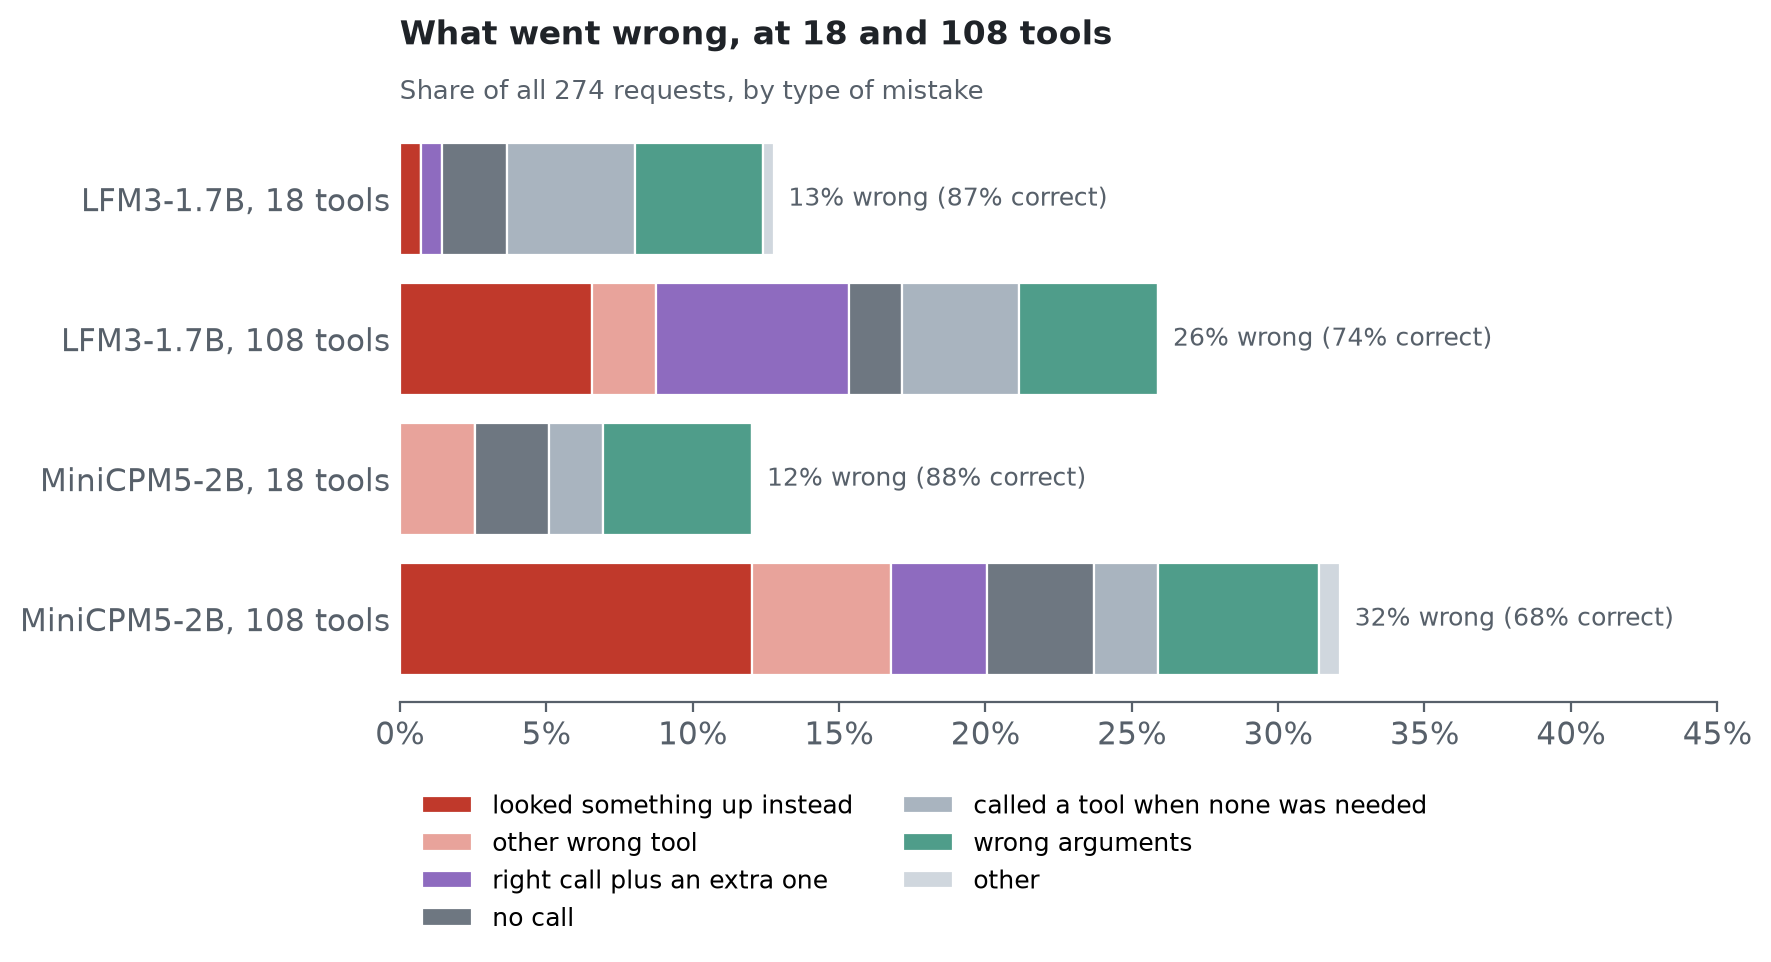 What went wrong, at 18 and 108 tools
Share of all 274 requests, by type of mistake
LFM3-1.7B, 18 tools
13% wrong (87% correct)
LFM3-1.7B, 108 tools
26% wrong (74% correct)
MiniCPM5-2B, 18 tools
12% wrong (88% correct)
MiniCPM5-2B, 108 tools
32% wrong (68% correct)
0% 5% 10% 15% 20% 25% 30% 35% 40% 45%
looked something up instead
other wrong tool
right call plus an extra one
no call
called a tool when none was needed
wrong arguments
other